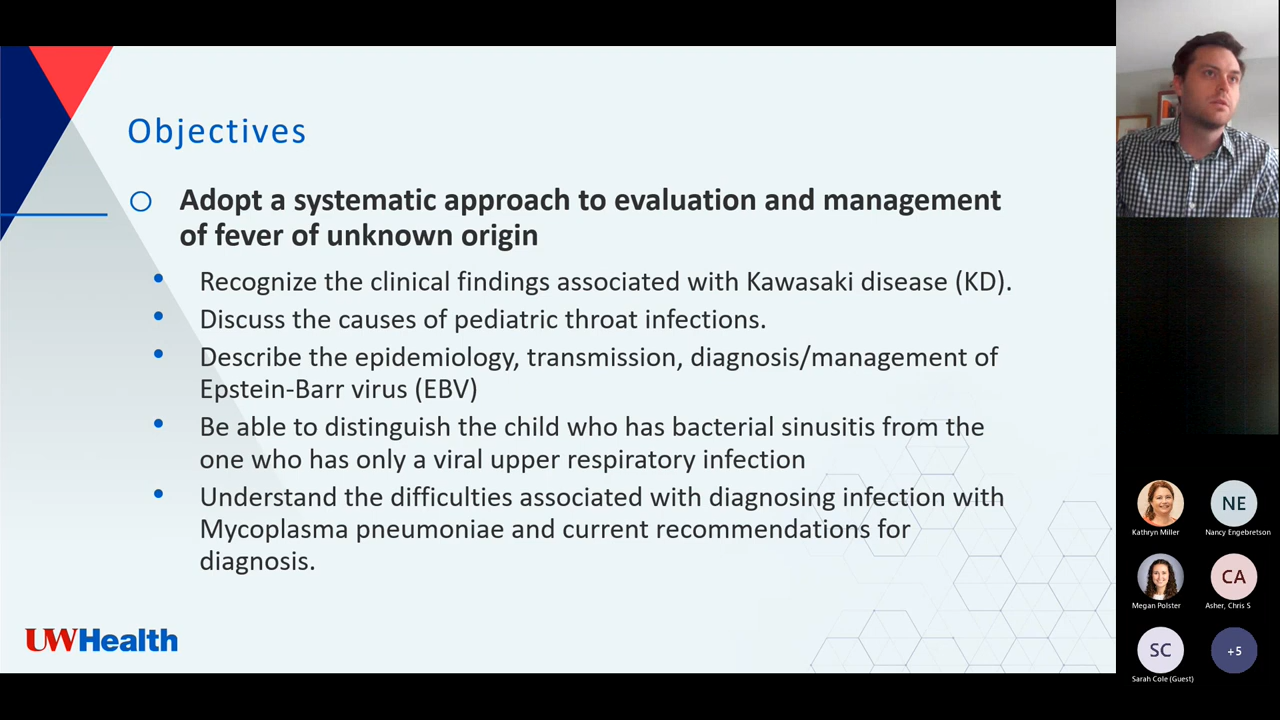 Objectives
Adopt a systematic approach to evaluation and management
of fever of unknown origin
Recognize the clinical findings associated with Kawasaki disease (KD).
Discuss the causes of pediatric throat infections.
Describe the epidemiology, transmission, diagnosis/management of
Epstein-Barr virus (EBV)
Be able to distinguish the child who has bacterial sinusitis from the
one who has only a viral upper respiratory infection
Understand the difficulties associated with diagnosing infection with
Mycoplasma pneumoniae and current recommendations for
diagnosis.
UWHealth
NE
Kathryn Miller
Nancy Engebretson
CA
Megan Polster
Asher, Chris S
SC
+5
Sarah Cole (Guest)